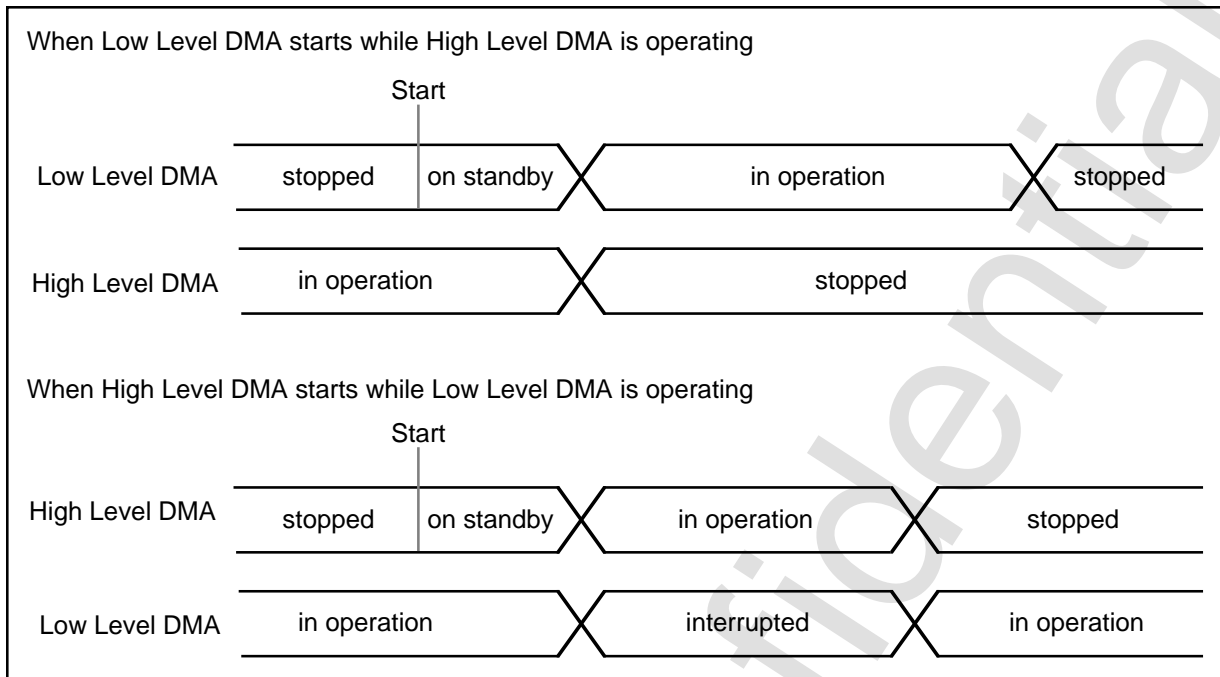 When Low Level DMA starts while High Level DMA is operating
Start
Low Level DMA stopped on standby in operation stopped
High Level DMA in operation stopped
When High Level DMA starts while Low Level DMA is operating
Start
High Level DMA stopped on standby in operation stopped
Low Level DMA in operation interrupted in operation
fidential